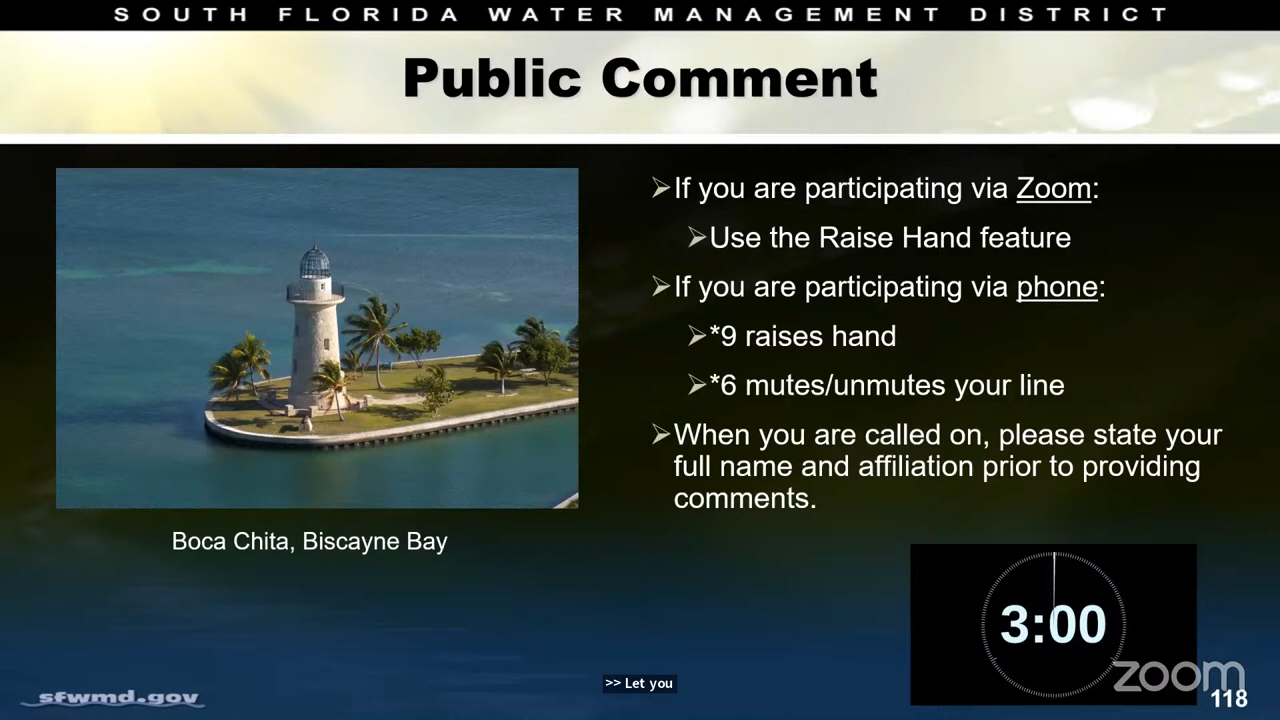 SOUTH FLORIDA WATER MANAGEMENT DISTRICT
Public Comment
➢If you are participating via Zoom:
➢Use the Raise Hand feature
➢If you are participating via phone:
➢*9 raises hand
➢*6 mutes/unmutes your line
➢When you are called on, please state your
full name and affiliation prior to providing
comments.
Boca Chita, Biscayne Bay
3:00
zoom
>> Let you
sfwmd.gov
118